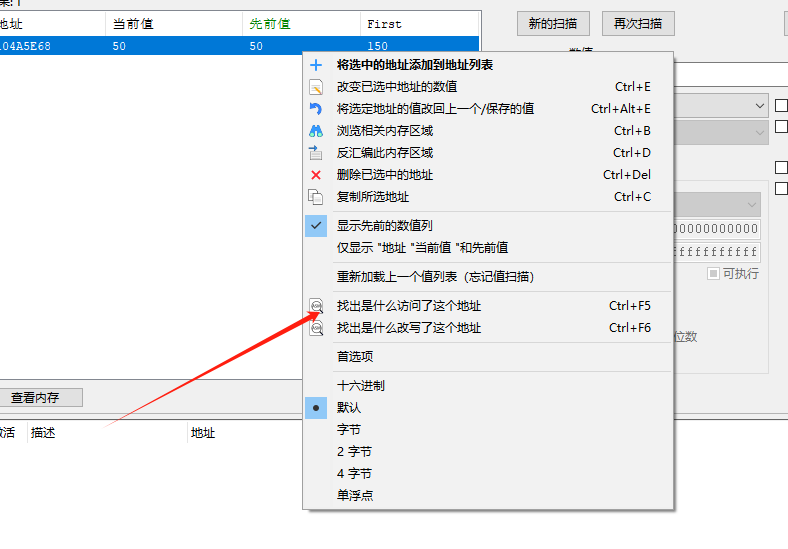 果: 1
地址 当前值 先前值 First
104A5E68 50 50 150
新的扫描 再次扫描
数值
将选中的地址添加到地址列表
改变已选中地址的数值 Ctrl+E
将选定地址的值改回上一个/保存的值 Ctrl+Alt+E
浏览相关内存区域 Ctrl+B
反汇编此内存区域 Ctrl+D
删除已选中的地址 Ctrl+Del
复制所选地址 Ctrl+C
显示先前的数值列
仅显示 "地址 "当前值 "和先前值
重新加载上一个值列表（忘记值扫描）
找出是什么访问了这个地址 Ctrl+F5
找出是什么改写了这个地址 Ctrl+F6
首选项
十六进制
默认
字节
2 字节
4 字节
单浮点
00000000000
fffffffffff
可执行
位数
查看内存
激活 描述 地址